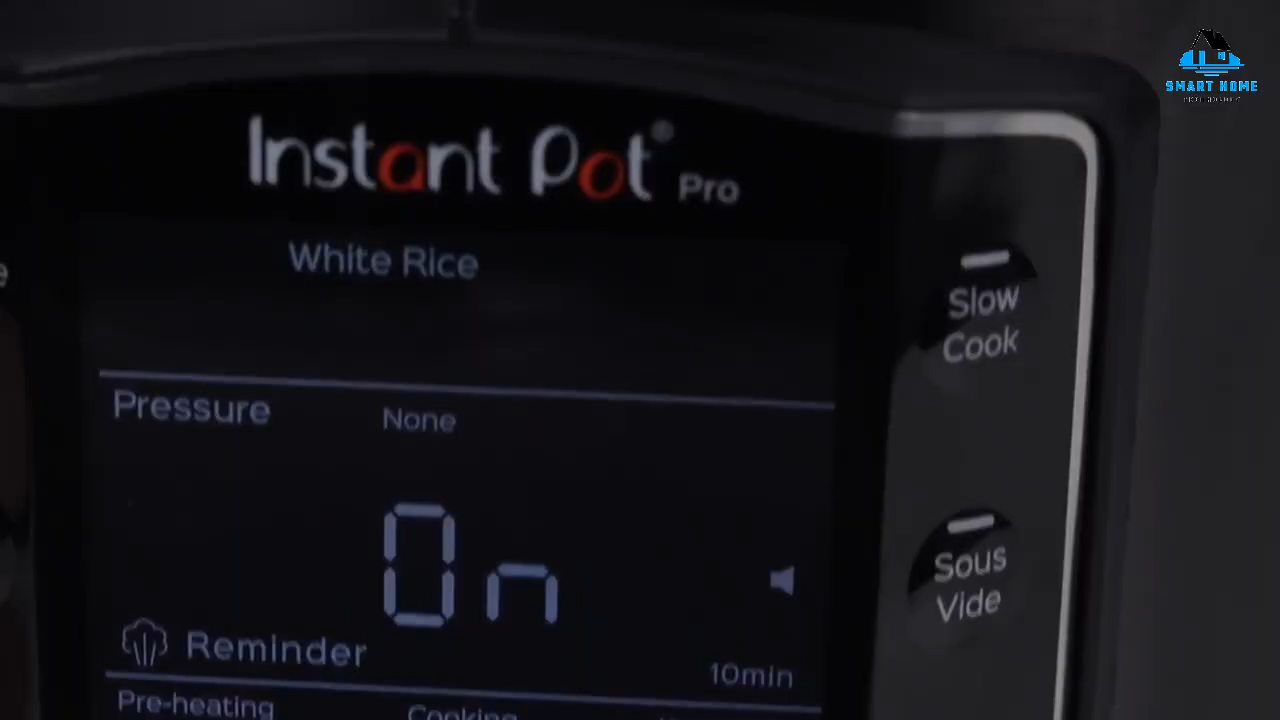 SMART HOME
Instant Pot® Pro
White Rice
Slow
Cook
Pressure
None
On
Sous
Vide
Reminder
10min
Pre-heating
Cooking